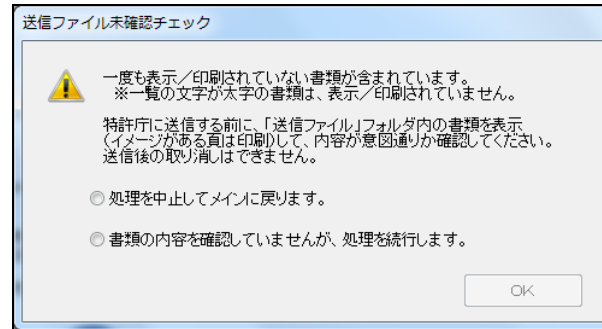 送信ファイル未確認チェック
一度も表示／印刷されていない書類が含まれています。
※一覧の文字が太字の書類は、表示／印刷されていません。
特許庁に送信する前に、「送信ファイル」フォルダ内の書類を表示
（イメージがある頁は印刷）して、内容が意図通りか確認してください。
送信後の取り消しはできません。
処理を中止してメインに戻ります。
書類の内容を確認していませんが、処理を続行します。
OK